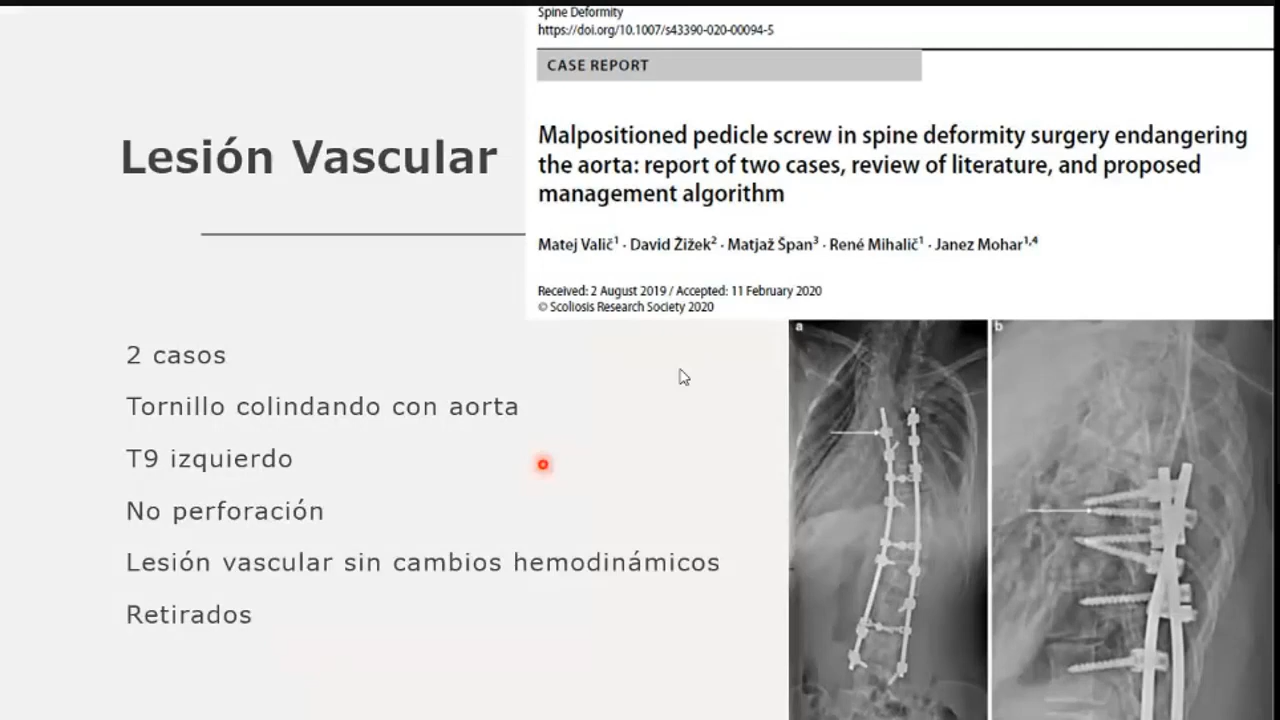 Spine Deformity
https://doi.org/10.1007/s43390-020-00094-5
CASE REPORT
Malpositioned pedicle screw in spine deformity surgery endangering
the aorta: report of two cases, review of literature, and proposed
management algorithm
Matej Valič1 · David Žižek2 · Matjaž Špan3 · René Mihalič1 · Janez Mohar1,4
Received: 2 August 2019 / Accepted: 11 February 2020
© Scoliosis Research Society 2020
Lesión Vascular
2 casos
Tornillo colindando con aorta
T9 izquierdo
No perforación
Lesión vascular sin cambios hemodinámicos
Retirados
a
b